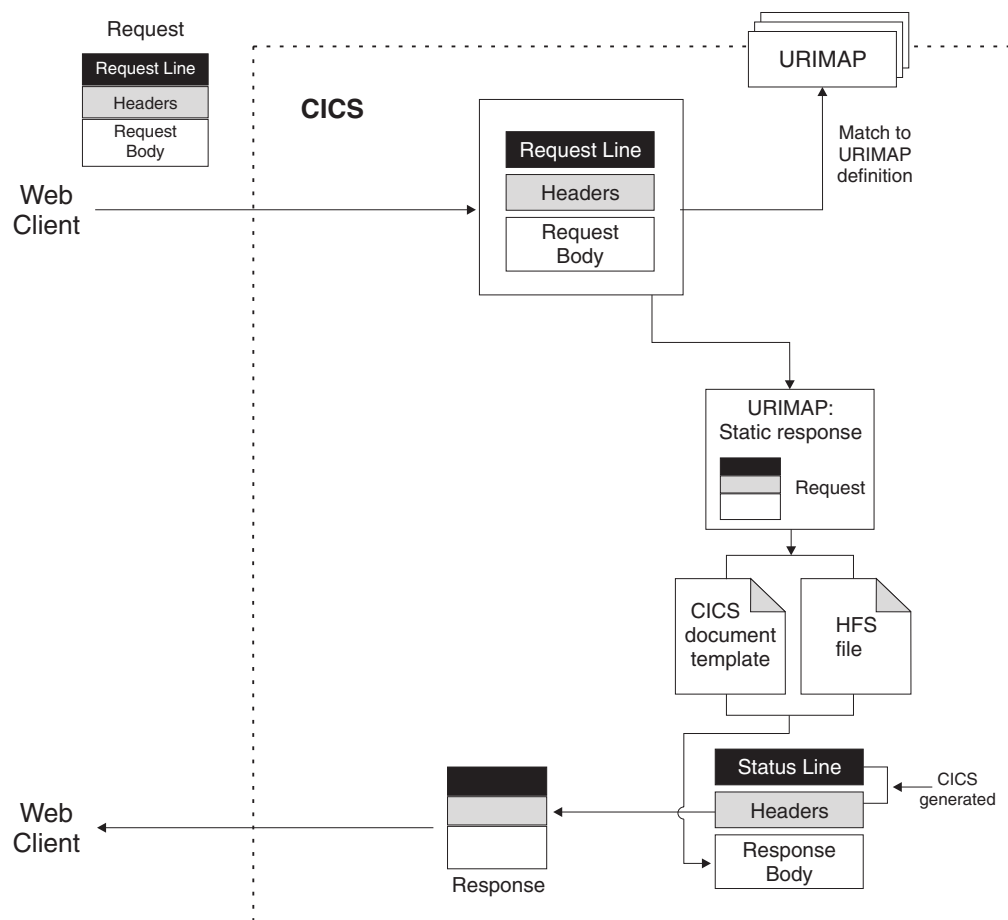 Request
Request Line
Headers
Request
Body
CICS
URIMAP
Match to
URIMAP
definition
Web
Client
Request Line
Headers
Request
Body
URIMAP:
Static response
Request
CICS
document
template
HFS
file
Status Line
Headers
Response
Body
CICS
generated
Web
Client
Response